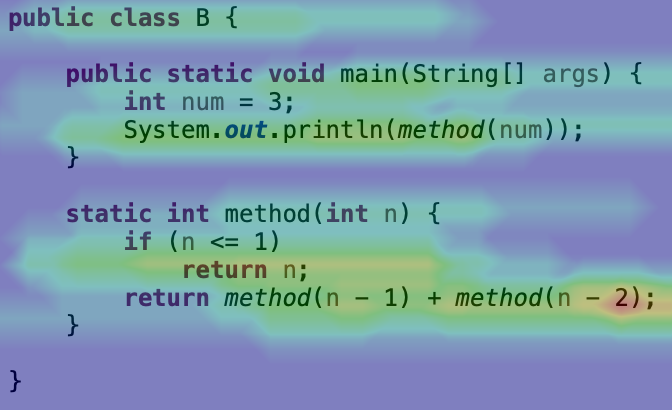 public class B {
    public static void main(String[] args) {
        int num = 3;
        System.out.println(method(num));
    }
    static int method(int n) {
        if (n <= 1)
            return n;
        return method(n - 1) + method(n - 2);
    }
}